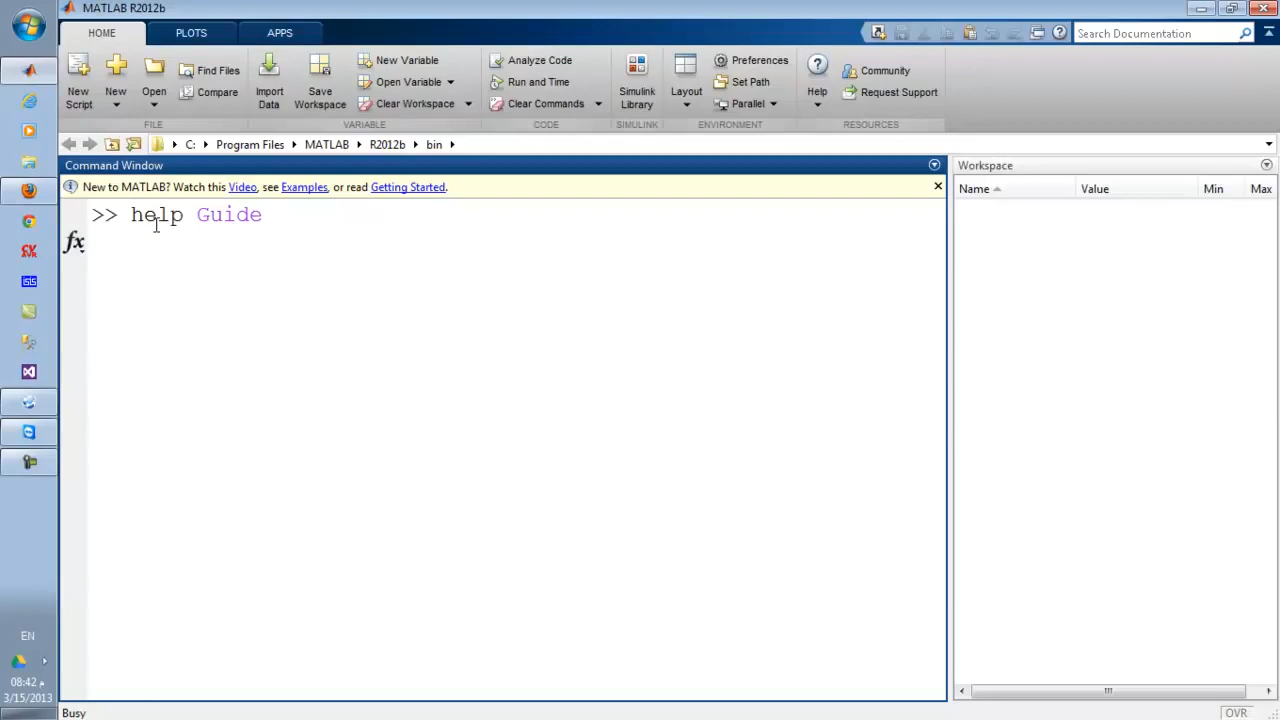 MATLAB R2012b
HOME PLOTS APPS
Search Documentation
New Script
New
Open
Find Files
Compare
Import Data
Save Workspace
New Variable
Open Variable
Clear Workspace
Analyze Code
Run and Time
Clear Commands
Simulink Library
Layout
Preferences
Set Path
Parallel
Help
Community
Request Support
FILE VARIABLE CODE SIMULINK ENVIRONMENT RESOURCES
C: Program Files MATLAB R2012b bin
Command Window
Workspace
New to MATLAB? Watch this Video, see Examples, or read Getting Started.
Name Value Min Max
>> help Guide
fx
EN
08:42 م
3/15/2013
Busy
OVR